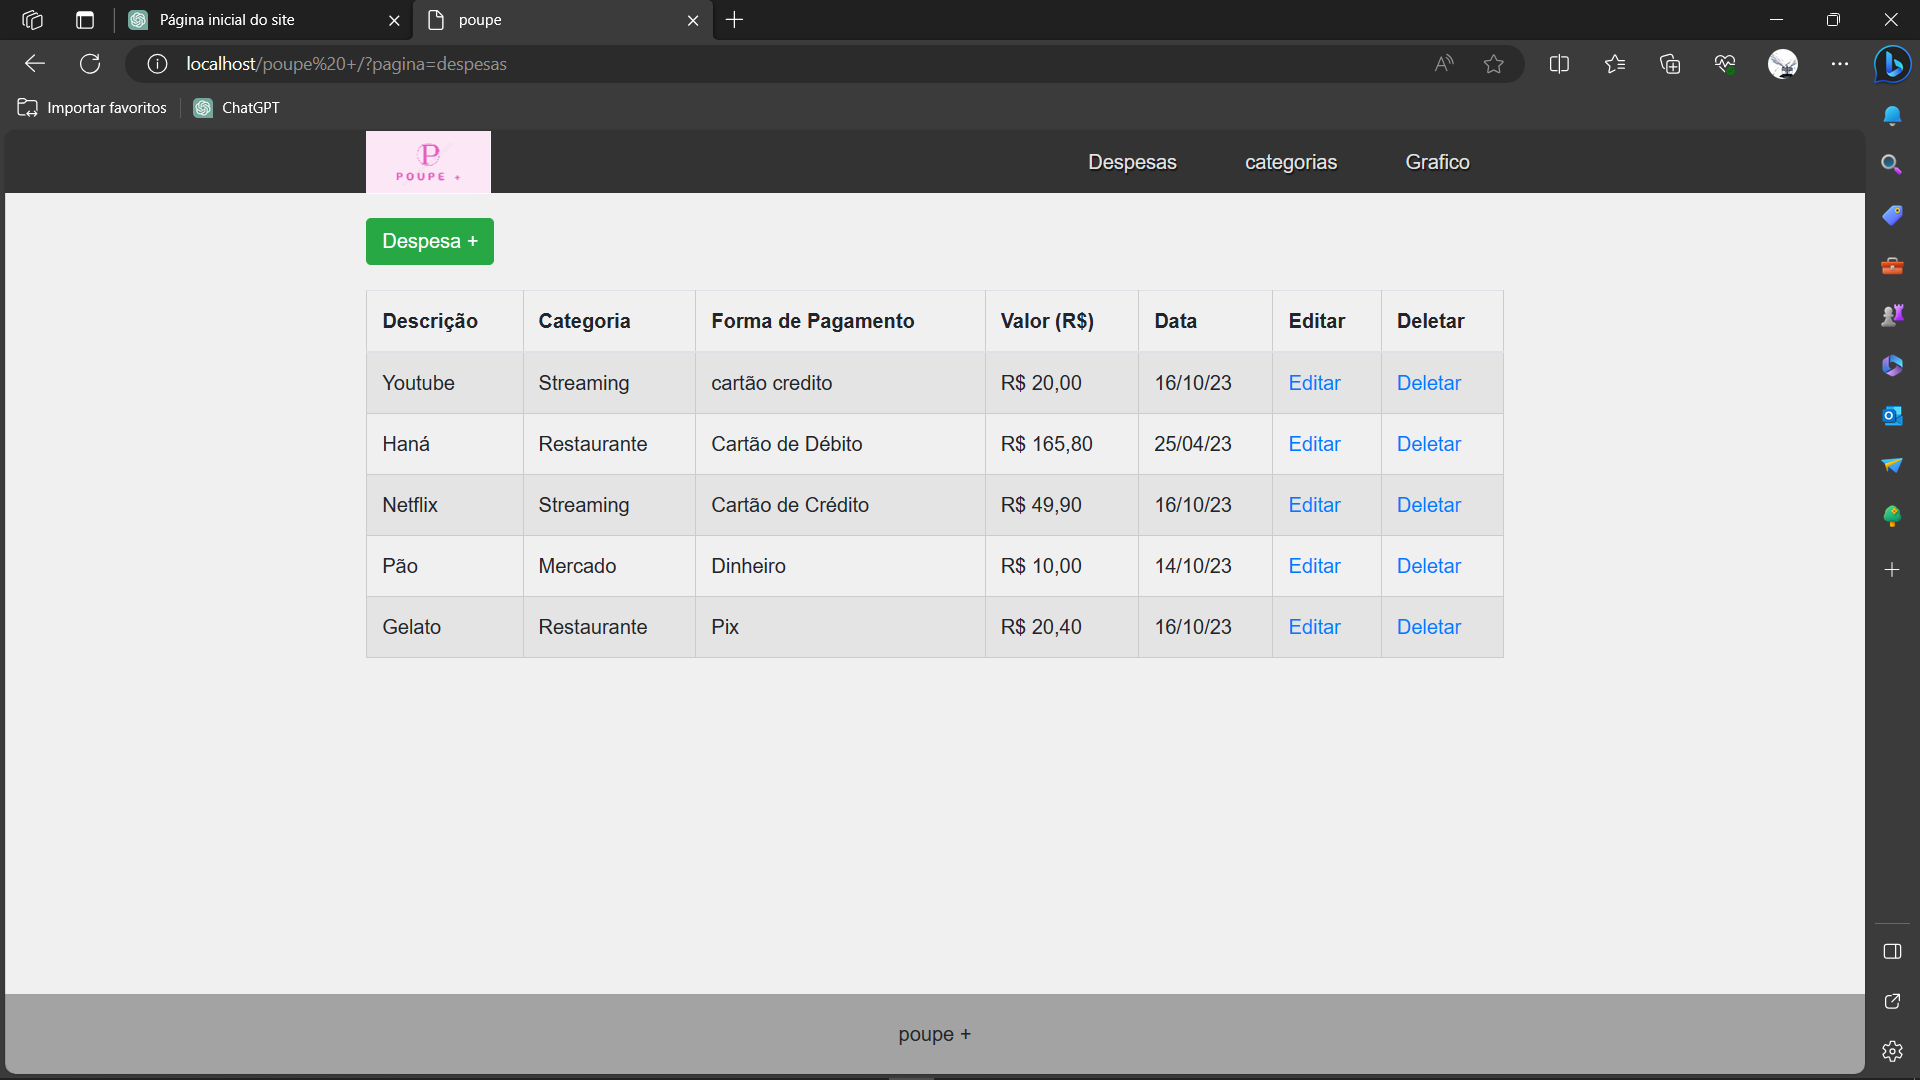 Página inicial do site
poupe
localhost/poupe%20+/?pagina=despesas
Importar favoritos
ChatGPT
P
POUPE +
Despesas categorias Grafico
Despesa +
Descrição Categoria Forma de Pagamento Valor (R$) Data Editar Deletar
Youtube Streaming cartão credito R$ 20,00 16/10/23 Editar Deletar
Haná Restaurante Cartão de Débito R$ 165,80 25/04/23 Editar Deletar
Netflix Streaming Cartão de Crédito R$ 49,90 16/10/23 Editar Deletar
Pão Mercado Dinheiro R$ 10,00 14/10/23 Editar Deletar
Gelato Restaurante Pix R$ 20,40 16/10/23 Editar Deletar
poupe +